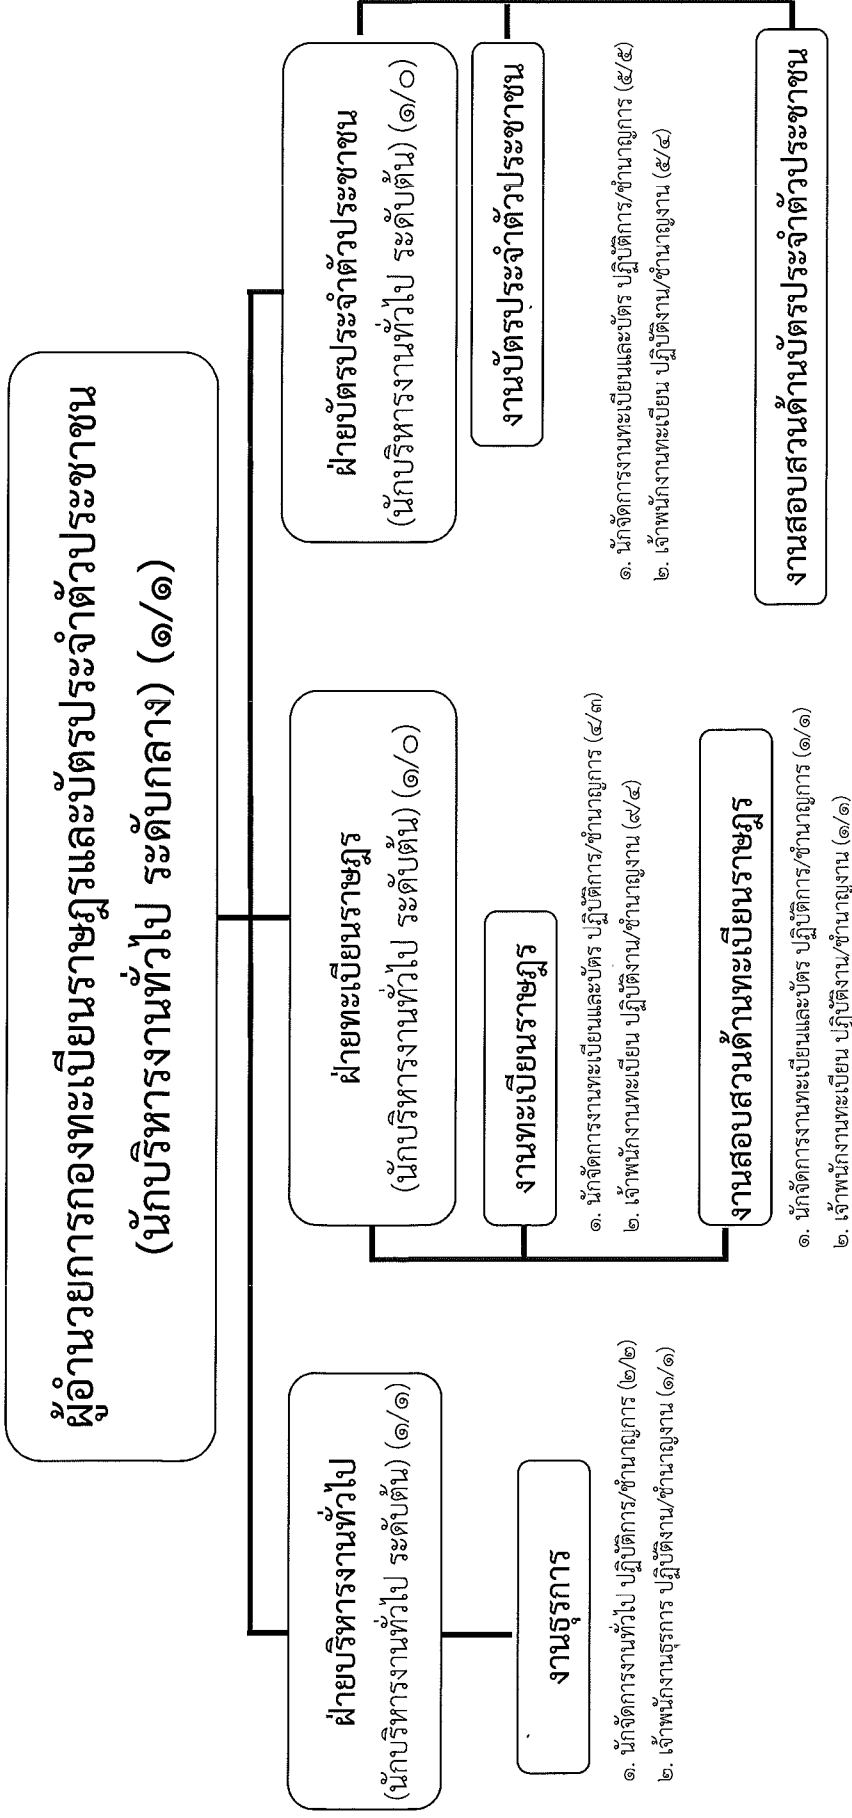 ผู้อำนวยการกองทะเบียนราษฎรและบัตรประจำตัวประชาชน
(นักบริหารงานทั่วไป ระดับกลาง) (๑/๑)
ฝ่ายบริหารงานทั่วไป
(นักบริหารงานทั่วไป ระดับต้น) (๑/๑)
งานธุรการ
๑. นักจัดการงานทั่วไป ปฏิบัติการ/ชำนาญการ (๒/๒)
๒. เจ้าพนักงานธุรการ ปฏิบัติงาน/ชำนาญงาน (๑/๑)
ฝ่ายทะเบียนราษฎร
(นักบริหารงานทั่วไป ระดับต้น) (๑/๐)
งานทะเบียนราษฎร
๑. นักจัดการงานทะเบียนและบัตร ปฏิบัติการ/ชำนาญการ (๔/๓)
๒. เจ้าพนักงานทะเบียน ปฏิบัติงาน/ชำนาญงาน (๙/๔)
งานสอบสวนด้านทะเบียนราษฎร
๑. นักจัดการงานทะเบียนและบัตร ปฏิบัติการ/ชำนาญการ (๑/๑)
๒. เจ้าพนักงานทะเบียน ปฏิบัติงาน/ชำนาญงาน (๑/๑)
ฝ่ายบัตรประจำตัวประชาชน
(นักบริหารงานทั่วไป ระดับต้น) (๑/๐)
งานบัตรประจำตัวประชาชน
๑. นักจัดการงานทะเบียนและบัตร ปฏิบัติการ/ชำนาญการ (๕/๕)
๒. เจ้าพนักงานทะเบียน ปฏิบัติงาน/ชำนาญงาน (๕/๔)
งานสอบสวนด้านบัตรประจำตัวประชาชน